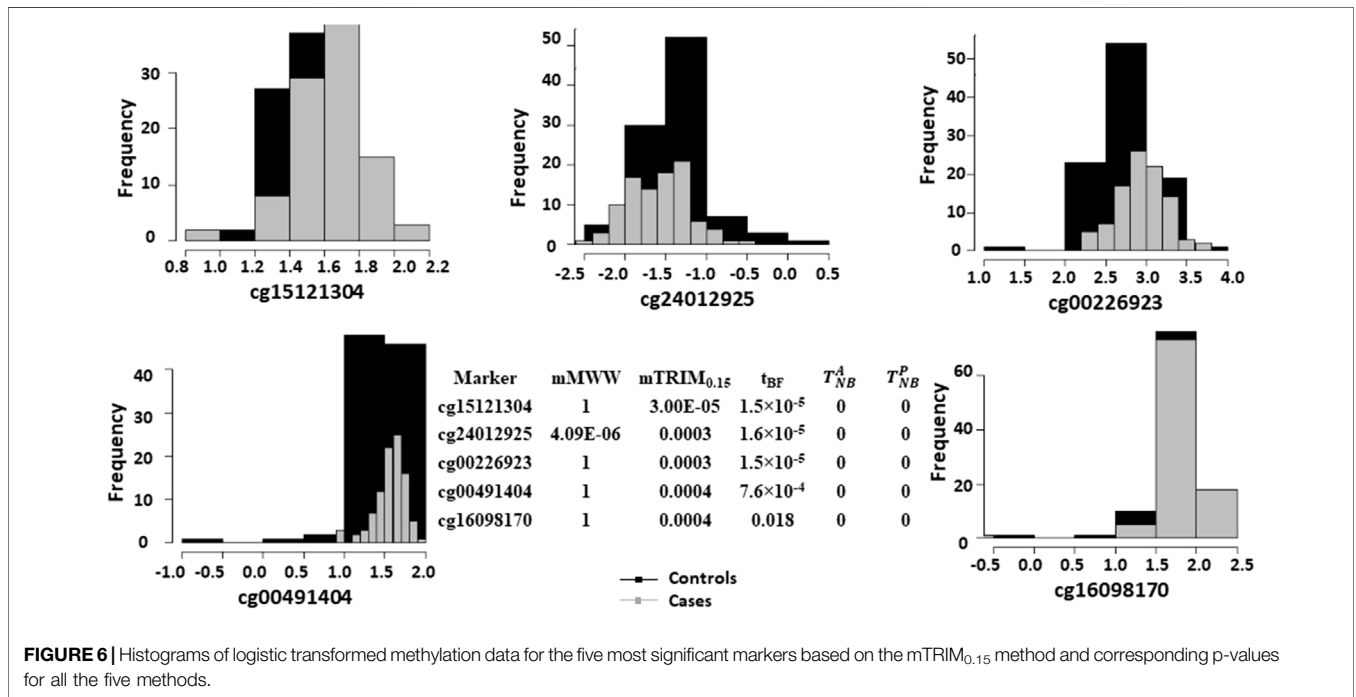 Frequency
30
20
10
0
0.8 1.0 1.2 1.4 1.6 1.8 2.0 2.2
cg15121304
Frequency
50
40
30
20
10
0
-2.5 -2.0 -1.5 -1.0 -0.5 0.0 0.5
cg24012925
Frequency
50
40
30
20
10
0
1.0 1.5 2.0 2.5 3.0 3.5 4.0
cg00226923
Frequency
40
30
20
10
0
-1.0 -0.5 0.0 0.5 1.0 1.5 2.0
cg00491404
Marker mMWW mTRIM0.15 tBF T^A_NB T^P_NB
cg15121304 1 3.00E-05 1.5×10⁻⁵ 0 0
cg24012925 4.09E-06 0.0003 1.6×10⁻⁵ 0 0
cg00226923 1 0.0003 1.5×10⁻⁵ 0 0
cg00491404 1 0.0004 7.6×10⁻⁴ 0 0
cg16098170 1 0.0004 0.018 0 0
Controls
Cases
Frequency
60
40
20
0
-0.5 0.0 0.5 1.0 1.5 2.0 2.5
cg16098170
FIGURE 6 | Histograms of logistic transformed methylation data for the five most significant markers based on the mTRIM0.15 method and corresponding p-values
for all the five methods.